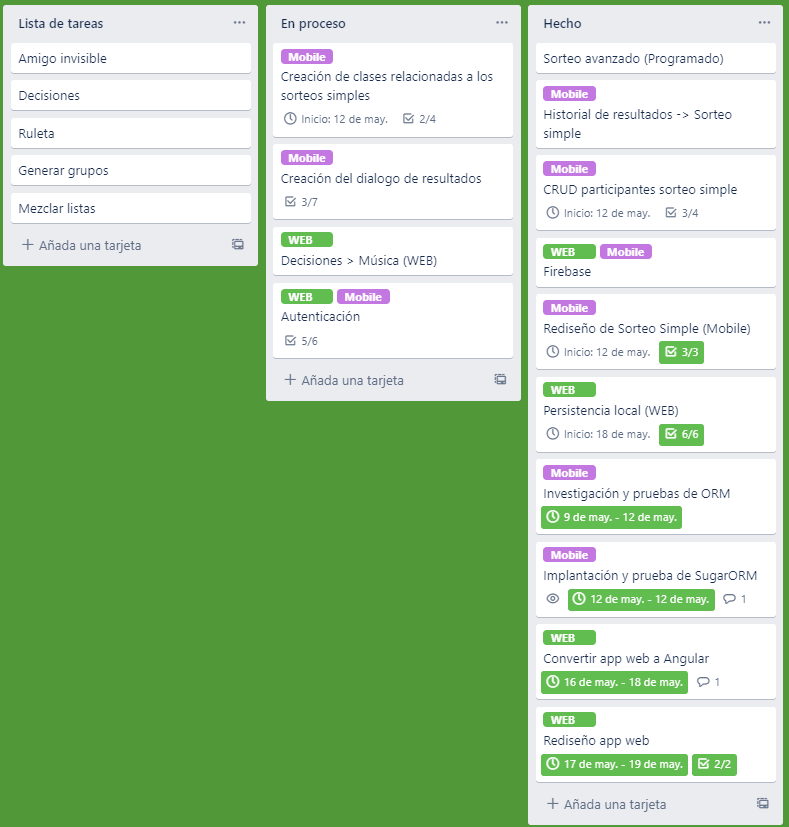 Lista de tareas
Amigo invisible
Decisiones
Ruleta
Generar grupos
Mezclar listas
Añada una tarjeta
En proceso
Mobile
Creación de clases relacionadas a los
sorteos simples
Inicio: 12 de may. 2/4
Mobile
Creación del dialogo de resultados
3/7
WEB
Decisiones > Música (WEB)
WEB Mobile
Autenticación
5/6
Añada una tarjeta
Hecho
Sorteo avanzado (Programado)
Mobile
Historial de resultados -> Sorteo
simple
Mobile
CRUD participantes sorteo simple
Inicio: 12 de may. 3/4
WEB Mobile
Firebase
Mobile
Rediseño de Sorteo Simple (Mobile)
Inicio: 12 de may. 3/3
WEB
Persistencia local (WEB)
Inicio: 18 de may. 6/6
Mobile
Investigación y pruebas de ORM
9 de may. - 12 de may.
Mobile
Implantación y prueba de SugarORM
12 de may. - 12 de may. 1
WEB
Convertir app web a Angular
16 de may. - 18 de may. 1
WEB
Rediseño app web
17 de may. - 19 de may. 2/2
Añada una tarjeta